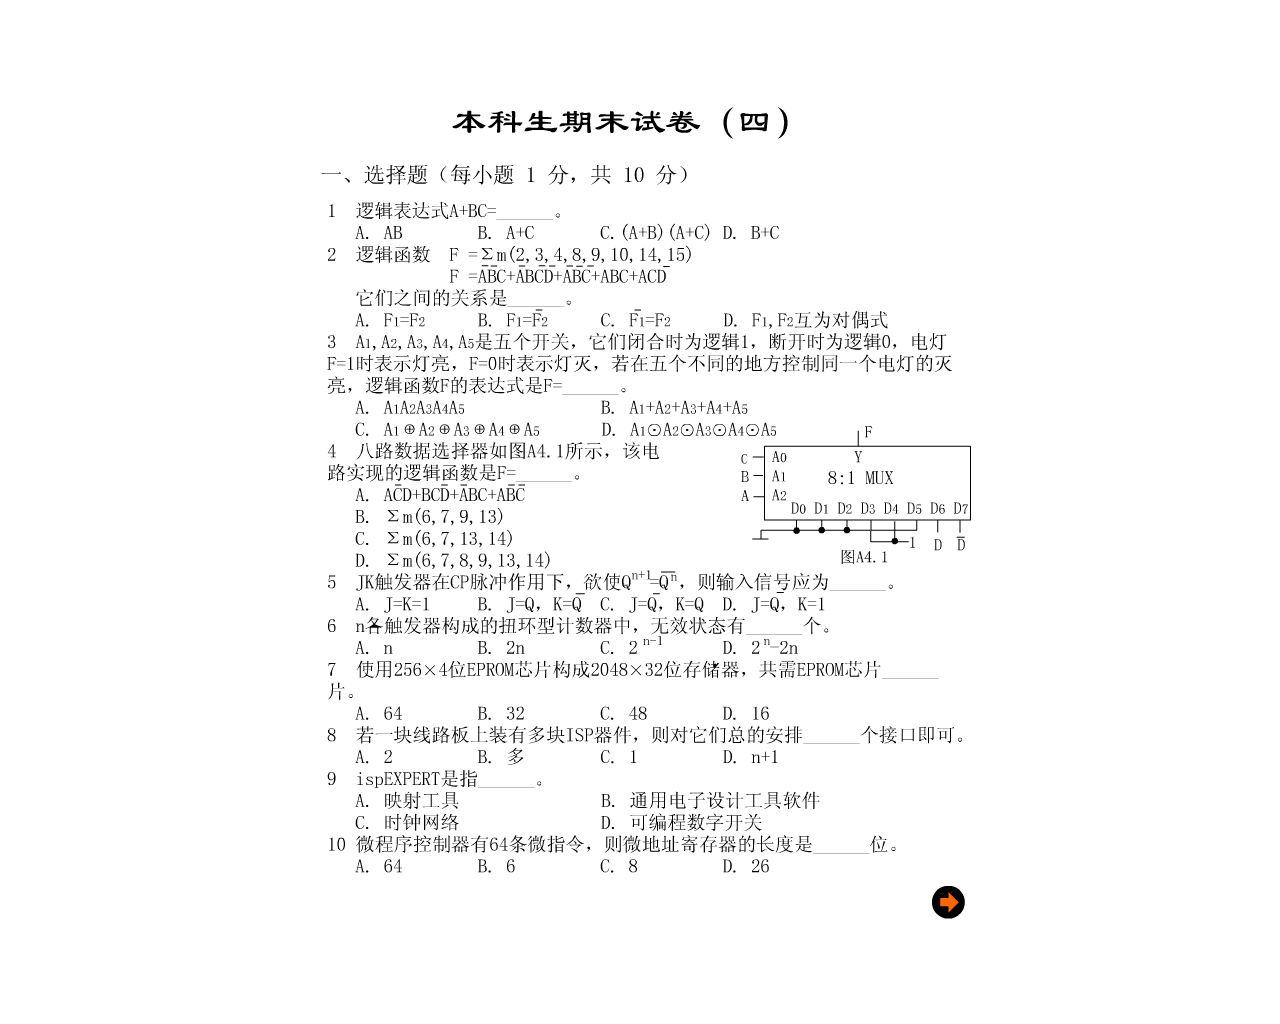 本科生期末试卷(四)
一、选择题（每小题 1 分，共 10 分）
1 逻辑表达式A+BC=______。
A. AB B. A+C C.(A+B)(A+C) D. B+C
2 逻辑函数 F =Σm(2,3,4,8,9,10,14,15)
F =A̅B̅C+A̅BC̅D̅+AB̅C̅+ABC+ACD̅
它们之间的关系是______。
A. F1=F2 B. F1=F̅2 C. F̅1=F2 D. F1,F2互为对偶式
3 A1,A2,A3,A4,A5是五个开关，它们闭合时为逻辑1，断开时为逻辑0，电灯
F=1时表示灯亮，F=0时表示灯灭，若在五个不同的地方控制同一个电灯的灭
亮，逻辑函数F的表达式是F=______。
A. A1A2A3A4A5 B. A1+A2+A3+A4+A5
C. A1⊕A2⊕A3⊕A4⊕A5 D. A1⊙A2⊙A3⊙A4⊙A5
4 八路数据选择器如图A4.1所示，该电
路实现的逻辑函数是F=______。
A. AC̅D+BCD̅+A̅BC+AB̅C̅
B. Σm(6,7,9,13)
C. Σm(6,7,13,14)
D. Σm(6,7,8,9,13,14)
F
C A0 Y
B A1 8:1 MUX
A A2
D0 D1 D2 D3 D4 D5 D6 D7
1 D D̅
图A4.1
5 JK触发器在CP脉冲作用下，欲使Qⁿ⁺¹=Q̅ⁿ，则输入信号应为______。
A. J=K=1 B. J=Q，K=Q̅ C. J=Q̅，K=Q D. J=Q̅，K=1
6 n各触发器构成的扭环型计数器中，无效状态有______个。
A. n B. 2n C. 2ⁿ⁻¹ D. 2ⁿ-2n
7 使用256×4位EPROM芯片构成2048×32位存储器，共需EPROM芯片______
片。
A. 64 B. 32 C. 48 D. 16
8 若一块线路板上装有多块ISP器件，则对它们总的安排______个接口即可。
A. 2 B. 多 C. 1 D. n+1
9 ispEXPERT是指______。
A. 映射工具 B. 通用电子设计工具软件
C. 时钟网络 D. 可编程数字开关
10 微程序控制器有64条微指令，则微地址寄存器的长度是______位。
A. 64 B. 6 C. 8 D. 26